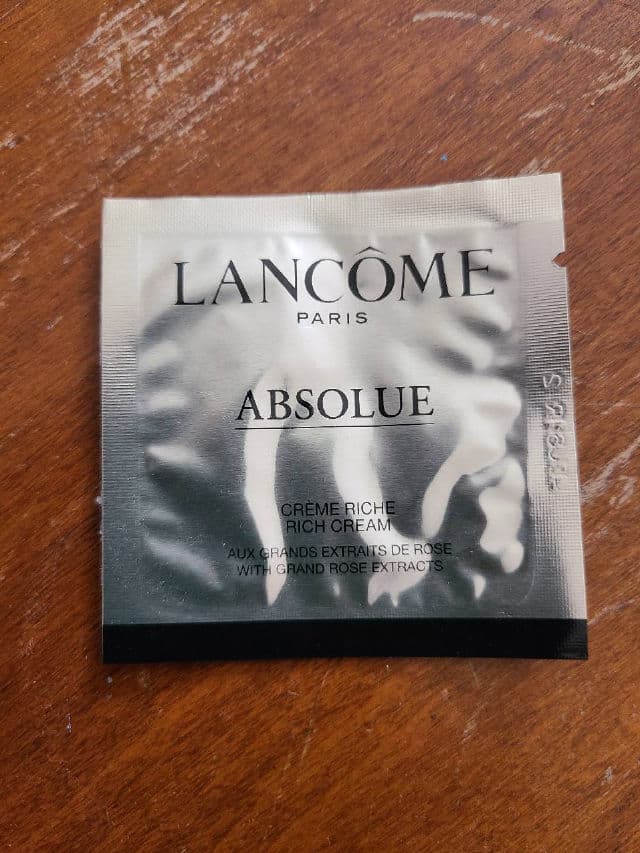 LANCÔME
PARIS
ABSOLUE
CRÈME RICHE
RICH CREAM
AUX GRANDS EXTRAITS DE ROSE
WITH GRAND ROSE EXTRACTS